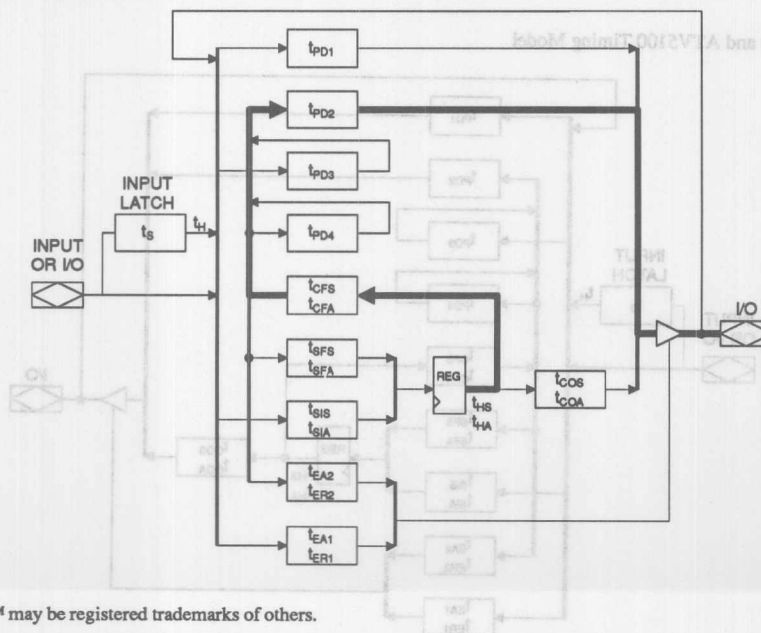 and ATV5100 Timing Model
tPD1
tPD2
tPD3
INPUT
LATCH
tS
tH
tPD4
INPUT
OR I/O
tCFS
tCFA
I/O
tSFS
tSFA
REG
tHS
tHA
tCOS
tCOA
tSIS
tSIA
tEA2
tER2
tEA1
tER1
may be registered trademarks of others.